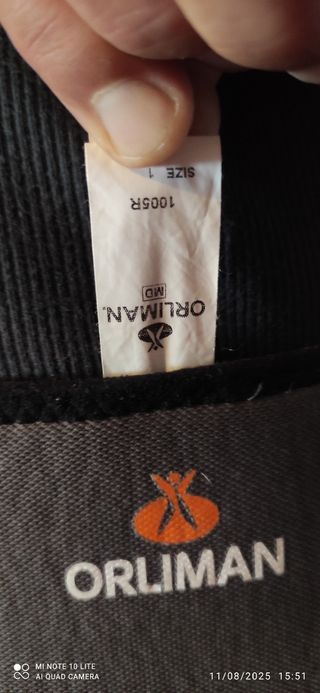 SIZE 1
1005R
MD
ORLIMAN.
ORLIMAN
MI NOTE 10 LITE
AI QUAD CAMERA
11/08/2025 15:51